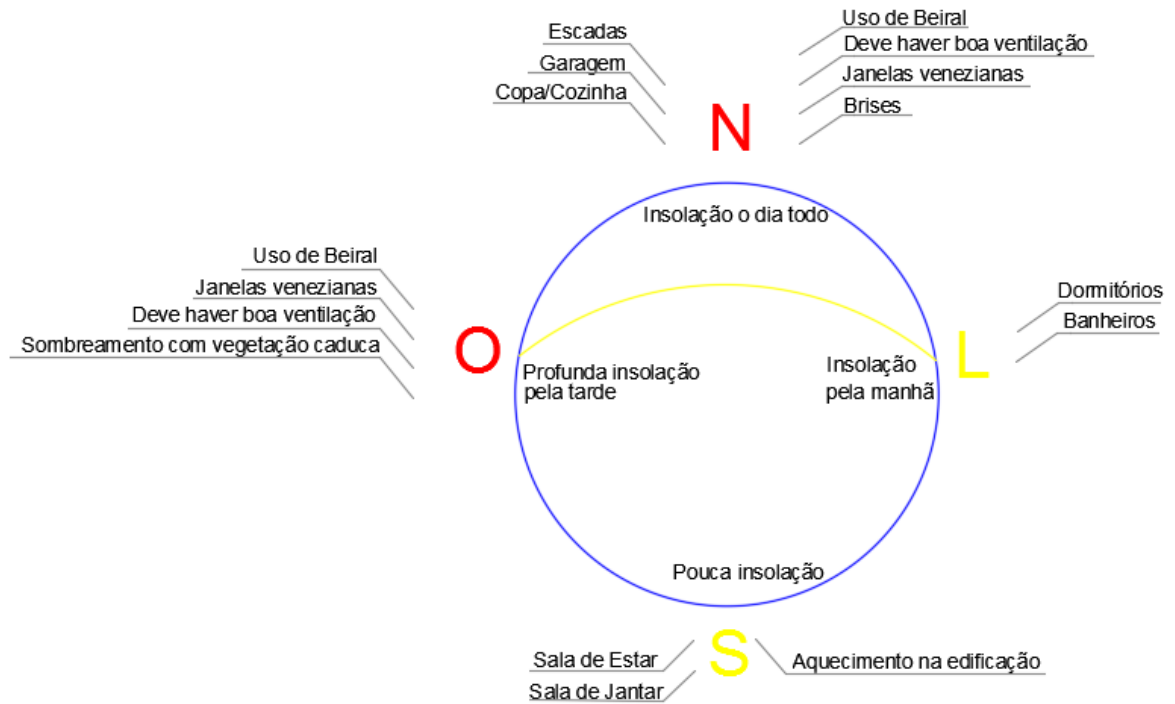 Escadas
Garagem
Copa/Cozinha
Uso de Beiral
Deve haver boa ventilação
Janelas venezianas
Brises
N
Insolação o dia todo
Uso de Beiral
Janelas venezianas
Deve haver boa ventilação
Sombreamento com vegetação caduca
O
Profunda insolação
pela tarde
Insolação
pela manhã
L
Dormitórios
Banheiros
Pouca insolação
S
Sala de Estar
Sala de Jantar
Aquecimento na edificação